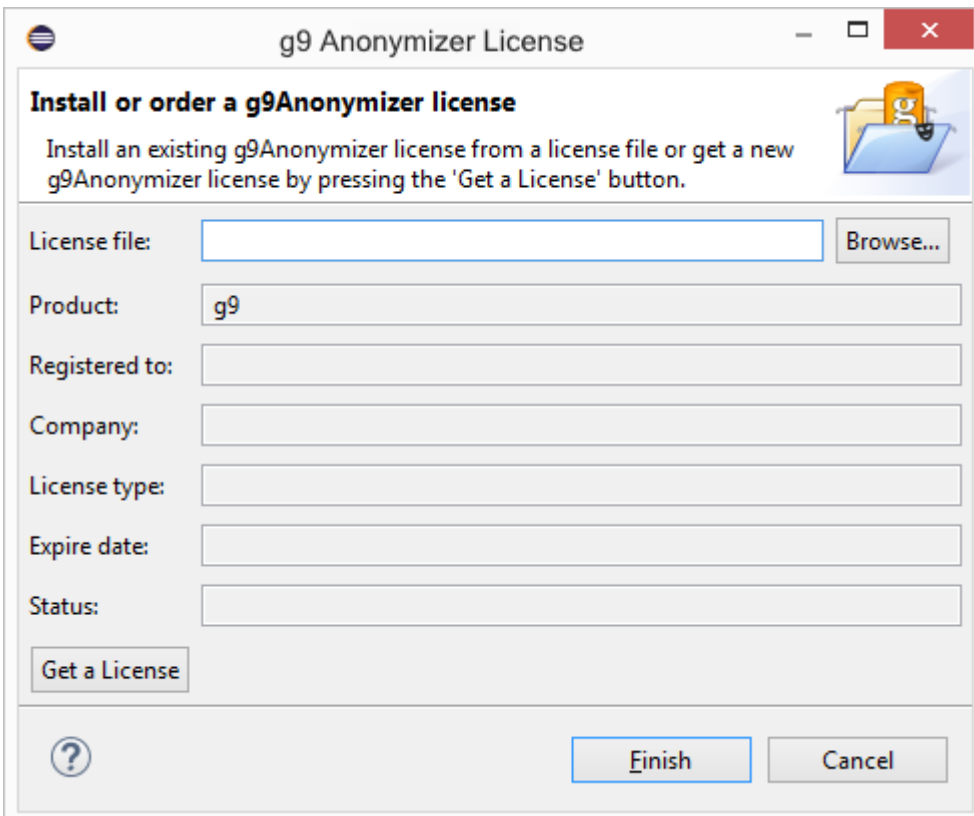 g9 Anonymizer License
Install or order a g9Anonymizer license
Install an existing g9Anonymizer license from a license file or get a new
g9Anonymizer license by pressing the 'Get a License' button.
g
License file:
Browse...
Product: g9
Registered to:
Company:
License type:
Expire date:
Status:
Get a License
?
Finish Cancel